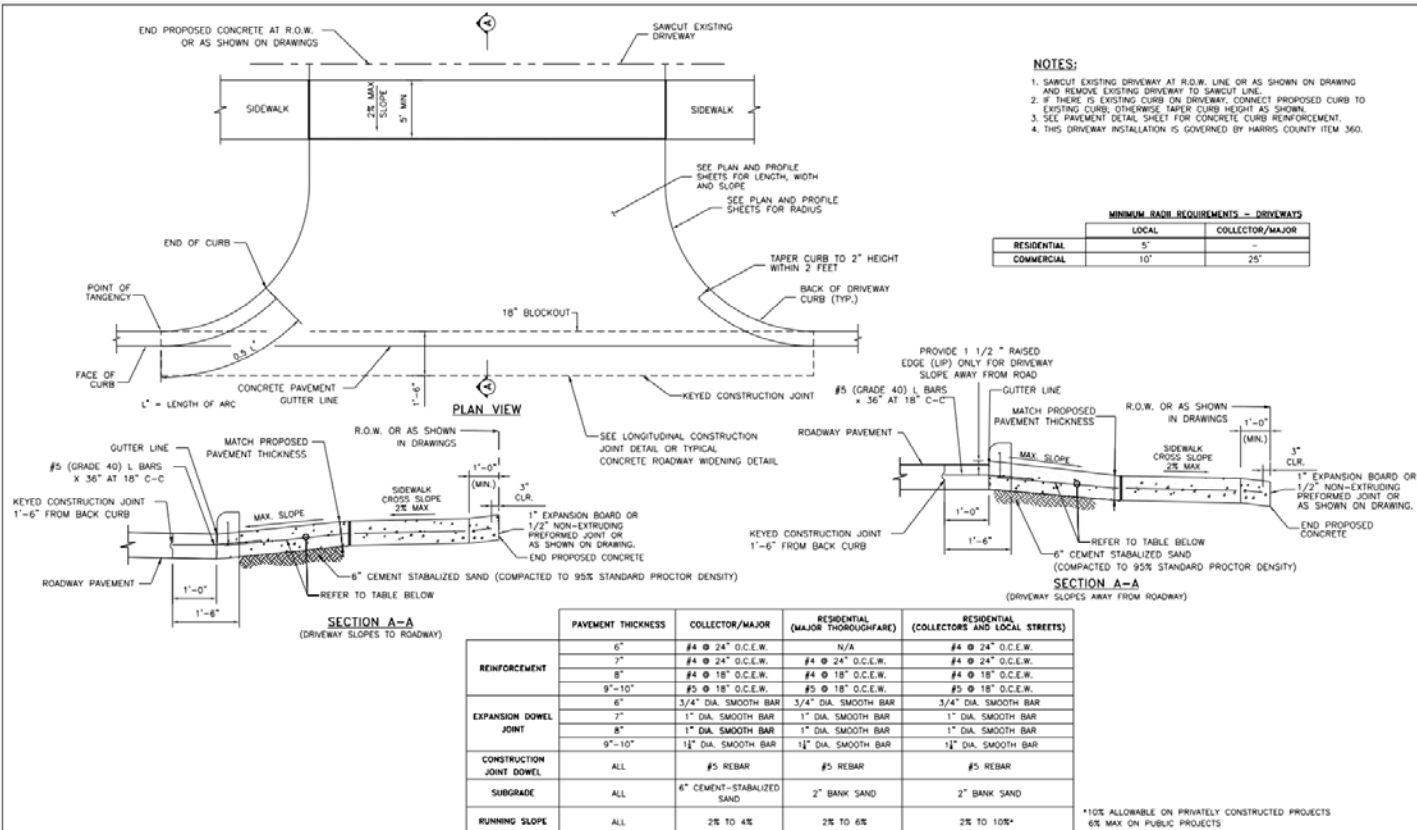 END PROPOSED CONCRETE AT R.O.W.
OR AS SHOWN ON DRAWINGS
A
SAWCUT EXISTING
DRIVEWAY
SIDEWALK
2% MAX
SLOPE
5' MIN
SIDEWALK
NOTES:
1. SAWCUT EXISTING DRIVEWAY AT R.O.W. LINE OR AS SHOWN ON DRAWING
AND REMOVE EXISTING DRIVEWAY TO SAWCUT LINE.
2. IF THERE IS EXISTING CURB ON DRIVEWAY, CONNECT PROPOSED CURB TO
EXISTING CURB; OTHERWISE TAPER CURB HEIGHT AS SHOWN.
3. SEE PAVEMENT DETAIL SHEET FOR CONCRETE CURB REINFORCEMENT.
4. THIS DRIVEWAY INSTALLATION IS GOVERNED BY HARRIS COUNTY ITEM 360.
SEE PLAN AND PROFILE
SHEETS FOR LENGTH, WIDTH
AND SLOPE
SEE PLAN AND PROFILE
SHEETS FOR RADIUS
MINIMUM RADII REQUIREMENTS - DRIVEWAYS
LOCAL COLLECTOR/MAJOR
RESIDENTIAL 5' -
COMMERCIAL 10' 25'
END OF CURB
TAPER CURB TO 2" HEIGHT
WITHIN 2 FEET
POINT OF
TANGENCY
BACK OF DRIVEWAY
CURB (TYP.)
18" BLOCKOUT
0.5 L"
FACE OF
CURB
CONCRETE PAVEMENT
GUTTER LINE
1'-6"
A
KEYED CONSTRUCTION JOINT
L" = LENGTH OF ARC
PLAN VIEW
SEE LONGITUDINAL CONSTRUCTION
JOINT DETAIL OR TYPICAL
CONCRETE ROADWAY WIDENING DETAIL
GUTTER LINE
MATCH PROPOSED
PAVEMENT THICKNESS
R.O.W. OR AS SHOWN
IN DRAWINGS
#5 (GRADE 40) L BARS
X 36" AT 18" C-C
1'-0"
(MIN.)
KEYED CONSTRUCTION JOINT
1'-6" FROM BACK CURB
MAX. SLOPE
SIDEWALK
CROSS SLOPE
2% MAX
3"
CLR.
1" EXPANSION BOARD OR
1/2" NON-EXTRUDING
PREFORMED JOINT OR
AS SHOWN ON DRAWING.
END PROPOSED CONCRETE
ROADWAY PAVEMENT
1'-0"
1'-6"
6" CEMENT STABALIZED SAND (COMPACTED TO 95% STANDARD PROCTOR DENSITY)
REFER TO TABLE BELOW
SECTION A-A
(DRIVEWAY SLOPES TO ROADWAY)
PROVIDE 1 1/2 " RAISED
EDGE (LIP) ONLY FOR DRIVEWAY
SLOPE AWAY FROM ROAD
#5 (GRADE 40) L BARS
x 36" AT 18" C-C
GUTTER LINE
MATCH PROPOSED
PAVEMENT THICKNESS
R.O.W. OR AS SHOWN
IN DRAWINGS
ROADWAY PAVEMENT
MAX. SLOPE
SIDEWALK
CROSS SLOPE
2% MAX
1'-0"
(MIN.)
3"
CLR.
1" EXPANSION BOARD OR
1/2" NON-EXTRUDING
PREFORMED JOINT OR
AS SHOWN ON DRAWING.
END PROPOSED
CONCRETE
KEYED CONSTRUCTION JOINT
1'-6" FROM BACK CURB
1'-0"
1'-6"
REFER TO TABLE BELOW
6" CEMENT STABALIZED SAND
(COMPACTED TO 95% STANDARD PROCTOR DENSITY)
SECTION A-A
(DRIVEWAY SLOPES AWAY FROM ROADWAY)
PAVEMENT THICKNESS COLLECTOR/MAJOR RESIDENTIAL (MAJOR THOROUGHFARE) RESIDENTIAL (COLLECTORS AND LOCAL STREETS)
REINFORCEMENT
6" #4 @ 24" O.C.E.W. N/A #4 @ 24" O.C.E.W.
7" #4 @ 24" O.C.E.W. #4 @ 24" O.C.E.W. #4 @ 24" O.C.E.W.
8" #4 @ 18" O.C.E.W. #4 @ 18" O.C.E.W. #4 @ 18" O.C.E.W.
9"-10" #5 @ 18" O.C.E.W. #5 @ 18" O.C.E.W. #5 @ 18" O.C.E.W.
EXPANSION DOWEL JOINT
6" 3/4" DIA. SMOOTH BAR 3/4" DIA. SMOOTH BAR 3/4" DIA. SMOOTH BAR
7" 1" DIA. SMOOTH BAR 1" DIA. SMOOTH BAR 1" DIA. SMOOTH BAR
8" 1" DIA. SMOOTH BAR 1" DIA. SMOOTH BAR 1" DIA. SMOOTH BAR
9"-10" 1¼" DIA. SMOOTH BAR 1¼" DIA. SMOOTH BAR 1¼" DIA. SMOOTH BAR
CONSTRUCTION JOINT DOWEL ALL #5 REBAR #5 REBAR #5 REBAR
SUBGRADE ALL 6" CEMENT-STABALIZED SAND 2" BANK SAND 2" BANK SAND
RUNNING SLOPE ALL 2% TO 4% 2% TO 6% 2% TO 10%*
*10% ALLOWABLE ON PRIVATELY CONSTRUCTED PROJECTS
6% MAX ON PUBLIC PROJECTS